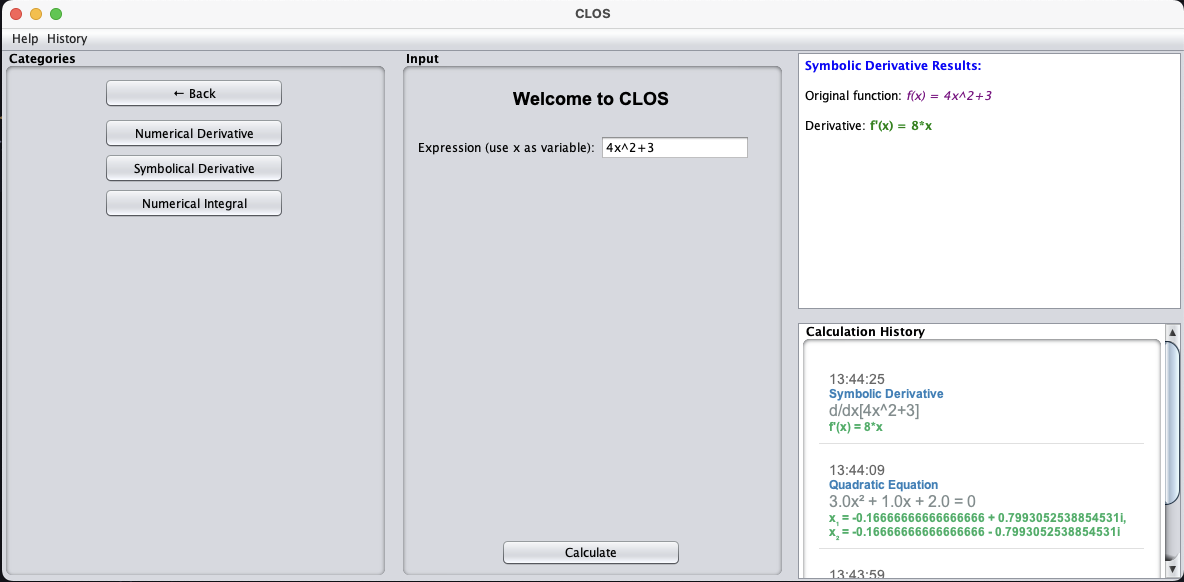 CLOS
Help History
Categories
← Back
Numerical Derivative
Symbolical Derivative
Numerical Integral
Input
Welcome to CLOS
Expression (use x as variable): 4x^2+3
Calculate
Symbolic Derivative Results:
Original function: f(x) = 4x^2+3
Derivative: f'(x) = 8*x
Calculation History
13:44:25
Symbolic Derivative
d/dx[4x^2+3]
f'(x) = 8*x
13:44:09
Quadratic Equation
3.0x² + 1.0x + 2.0 = 0
x₁ = -0.16666666666666666 + 0.7993052538854531i,
x₂ = -0.16666666666666666 - 0.7993052538854531i
13:43:59